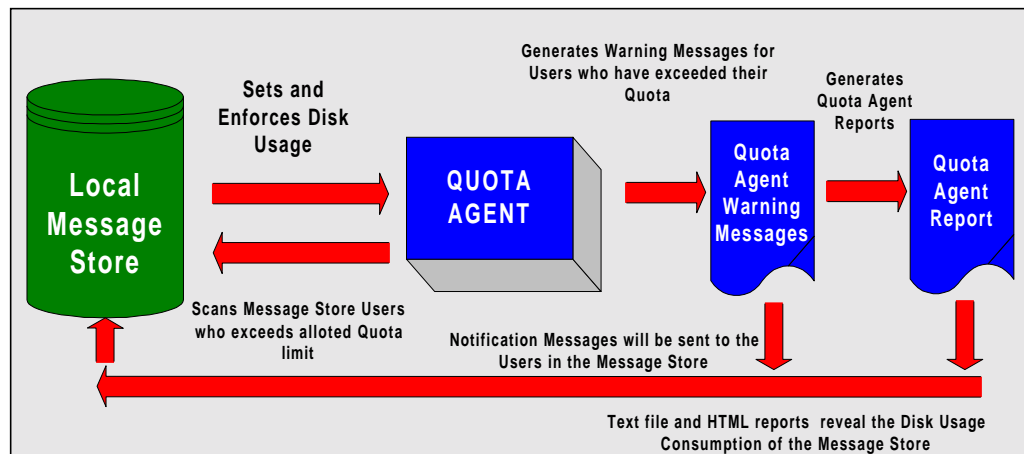 Generates Warning Messages for
Users who have exceeded their
Quota
Generates
Quota Agent
Reports
Sets and
Enforces Disk
Usage
Local
Message
Store
QUOTA
AGENT
Quota
Agent
Warning
Messages
Quota
Agent
Report
Scans Message Store Users
who exceeds alloted Quota
limit
Notification Messages will be sent to the
Users in the Message Store
Text file and HTML reports reveal the Disk Usage
Consumption of the Message Store